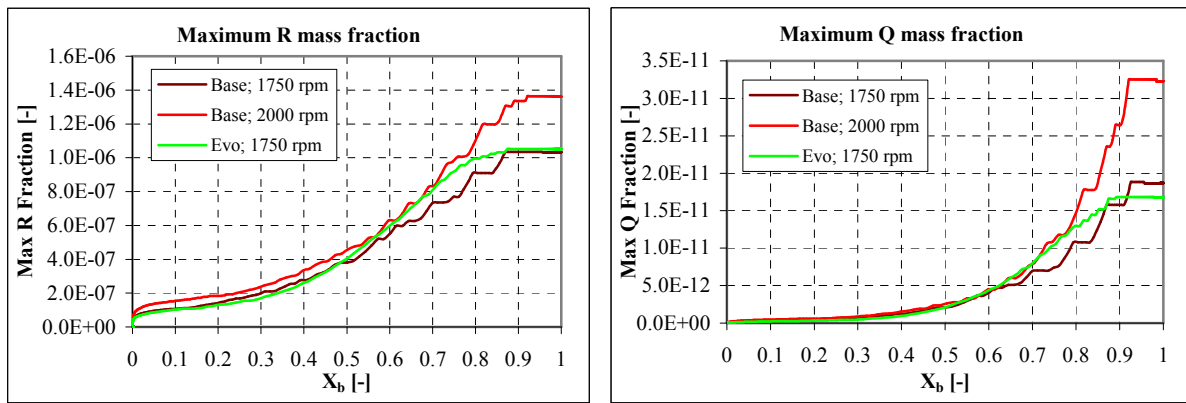 Maximum R mass fraction
Max R Fraction [-]
1.6E-06
1.4E-06
1.2E-06
1.0E-06
8.0E-07
6.0E-07
4.0E-07
2.0E-07
0.0E+00
Base; 1750 rpm
Base; 2000 rpm
Evo; 1750 rpm
0 0.1 0.2 0.3 0.4 0.5 0.6 0.7 0.8 0.9 1
Xb [-]
Maximum Q mass fraction
Max Q Fraction [-]
3.5E-11
3.0E-11
2.5E-11
2.0E-11
1.5E-11
1.0E-11
5.0E-12
0.0E+00
Base; 1750 rpm
Base; 2000 rpm
Evo; 1750 rpm
0 0.1 0.2 0.3 0.4 0.5 0.6 0.7 0.8 0.9 1
Xb [-]